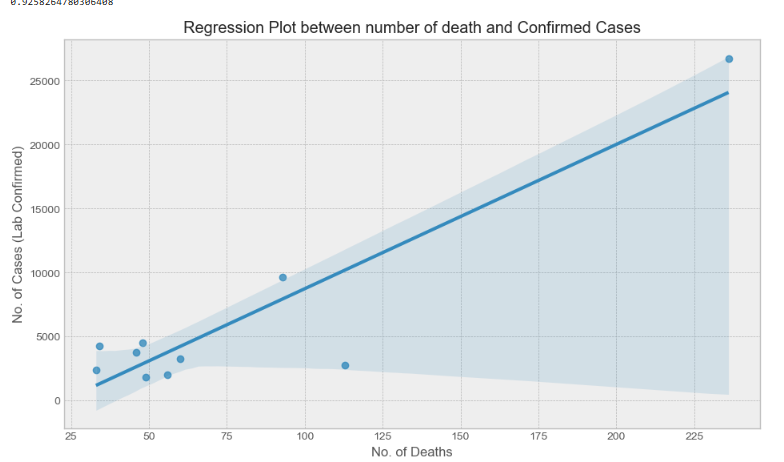 0.9258264780306408
Regression Plot between number of death and Confirmed Cases
No. of Cases (Lab Confirmed)
25000
20000
15000
10000
5000
0
25 50 75 100 125 150 175 200 225
No. of Deaths